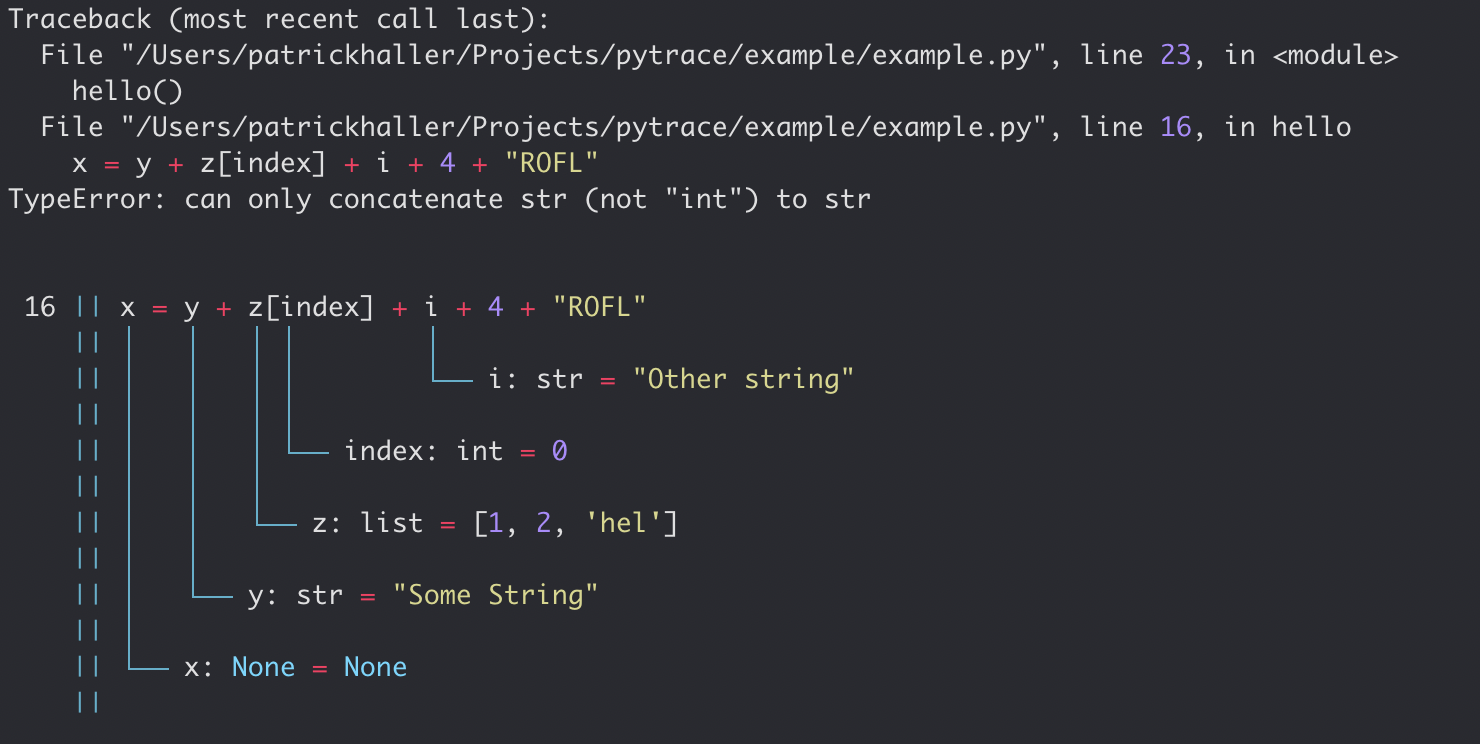 Traceback (most recent call last):
  File "/Users/patrickhaller/Projects/pytrace/example/example.py", line 23, in <module>
    hello()
  File "/Users/patrickhaller/Projects/pytrace/example/example.py", line 16, in hello
    x = y + z[index] + i + 4 + "ROFL"
TypeError: can only concatenate str (not "int") to str
16 || x = y + z[index] + i + 4 + "ROFL"
||
|| i: str = "Other string"
||
|| index: int = 0
||
|| z: list = [1, 2, 'hel']
||
|| y: str = "Some String"
||
|| x: None = None
||